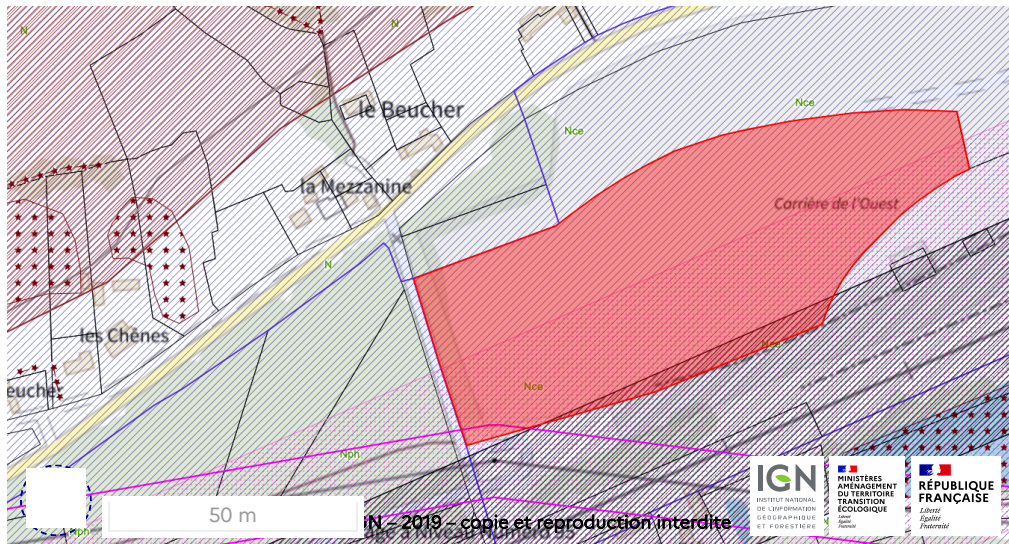 N
N
le Beucher
Nce
Nce
la Mezzanine
Carrière de l'Ouest
N
les Chênes
Nce
eucher
Nce
Nph
50 m
– 2019 – copie et reproduction interdite
Nph
IGN
INSTITUT NATIONAL
DE L'INFORMATION
GÉOGRAPHIQUE
ET FORESTIÈRE
MINISTÈRES
AMÉNAGEMENT
DU TERRITOIRE
TRANSITION
ÉCOLOGIQUE
Liberté
Égalité
Fraternité
RÉPUBLIQUE
FRANÇAISE
Liberté
Égalité
Fraternité